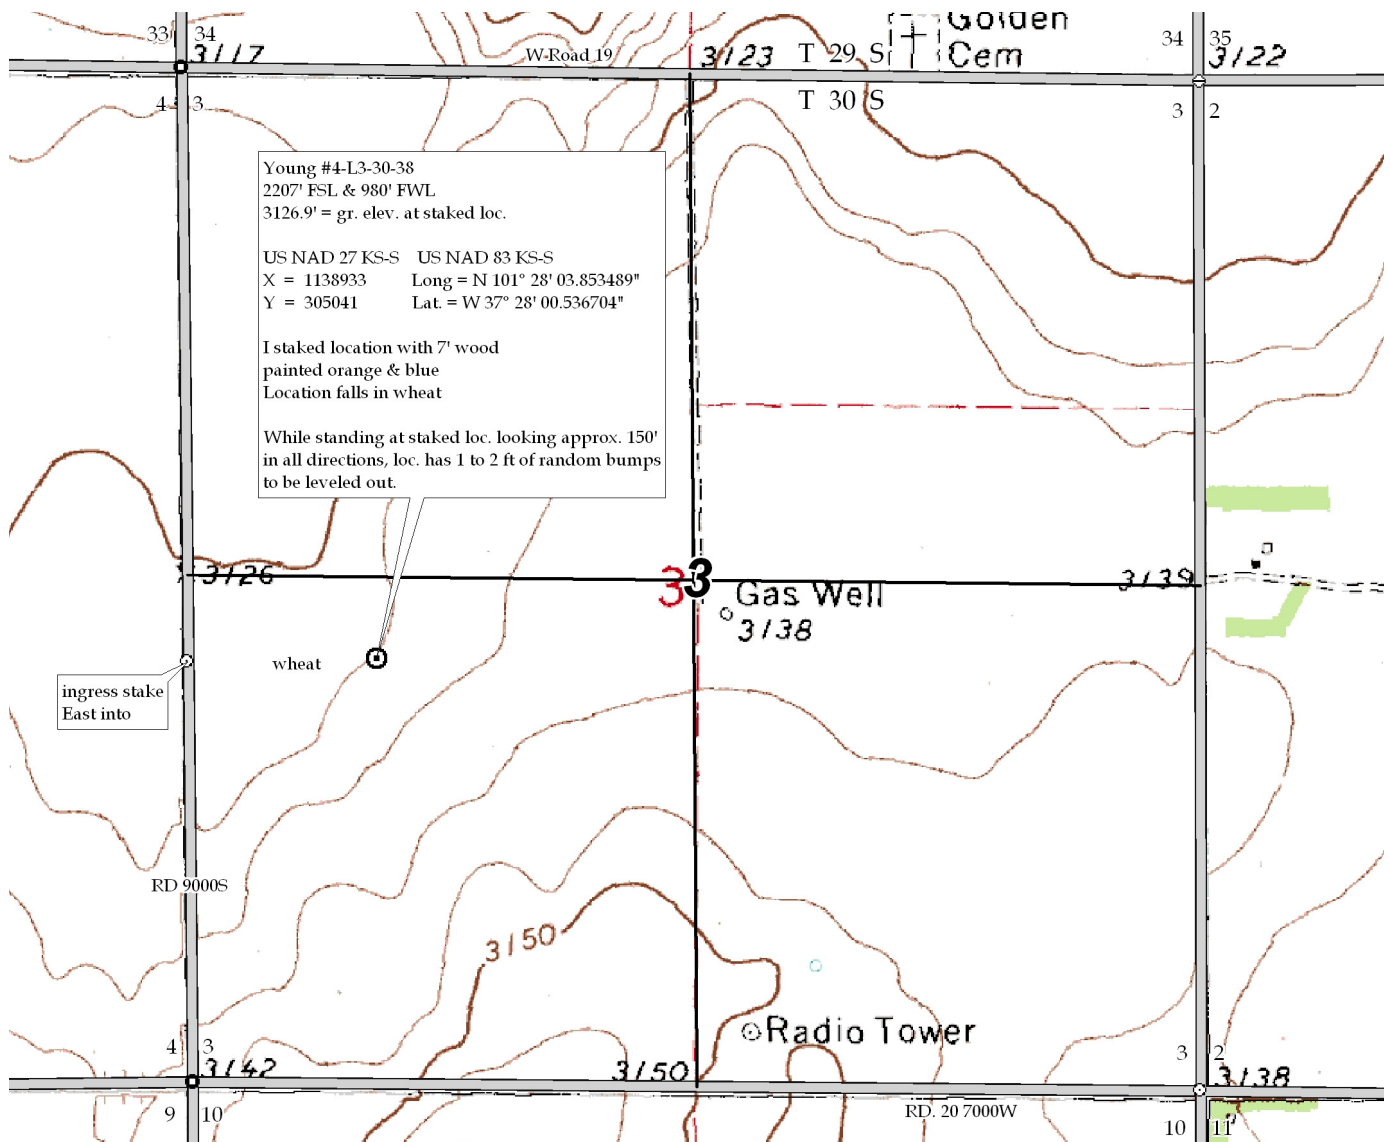 33 34
3117
W Road 19
3123
T 29 S
Golden
Cem
34 35
3122
4 3
T 30 S
3 2
Young #4-L3-30-38
2207' FSL & 980' FWL
3126.9' = gr. elev. at staked loc.
US NAD 27 KS-S US NAD 83 KS-S
X = 1138933 Long = N 101° 28' 03.853489"
Y = 305041 Lat. = W 37° 28' 00.536704"
I staked location with 7' wood
painted orange & blue
Location falls in wheat
While standing at staked loc. looking approx. 150'
in all directions, loc. has 1 to 2 ft of random bumps
to be leveled out.
3126
3 3
Gas Well
3138
3139
wheat
ingress stake
East into
RD 9000S
3150
Radio Tower
4 3
3142
3150
3 2
3138
9 10
RD. 20 7000W
10 11